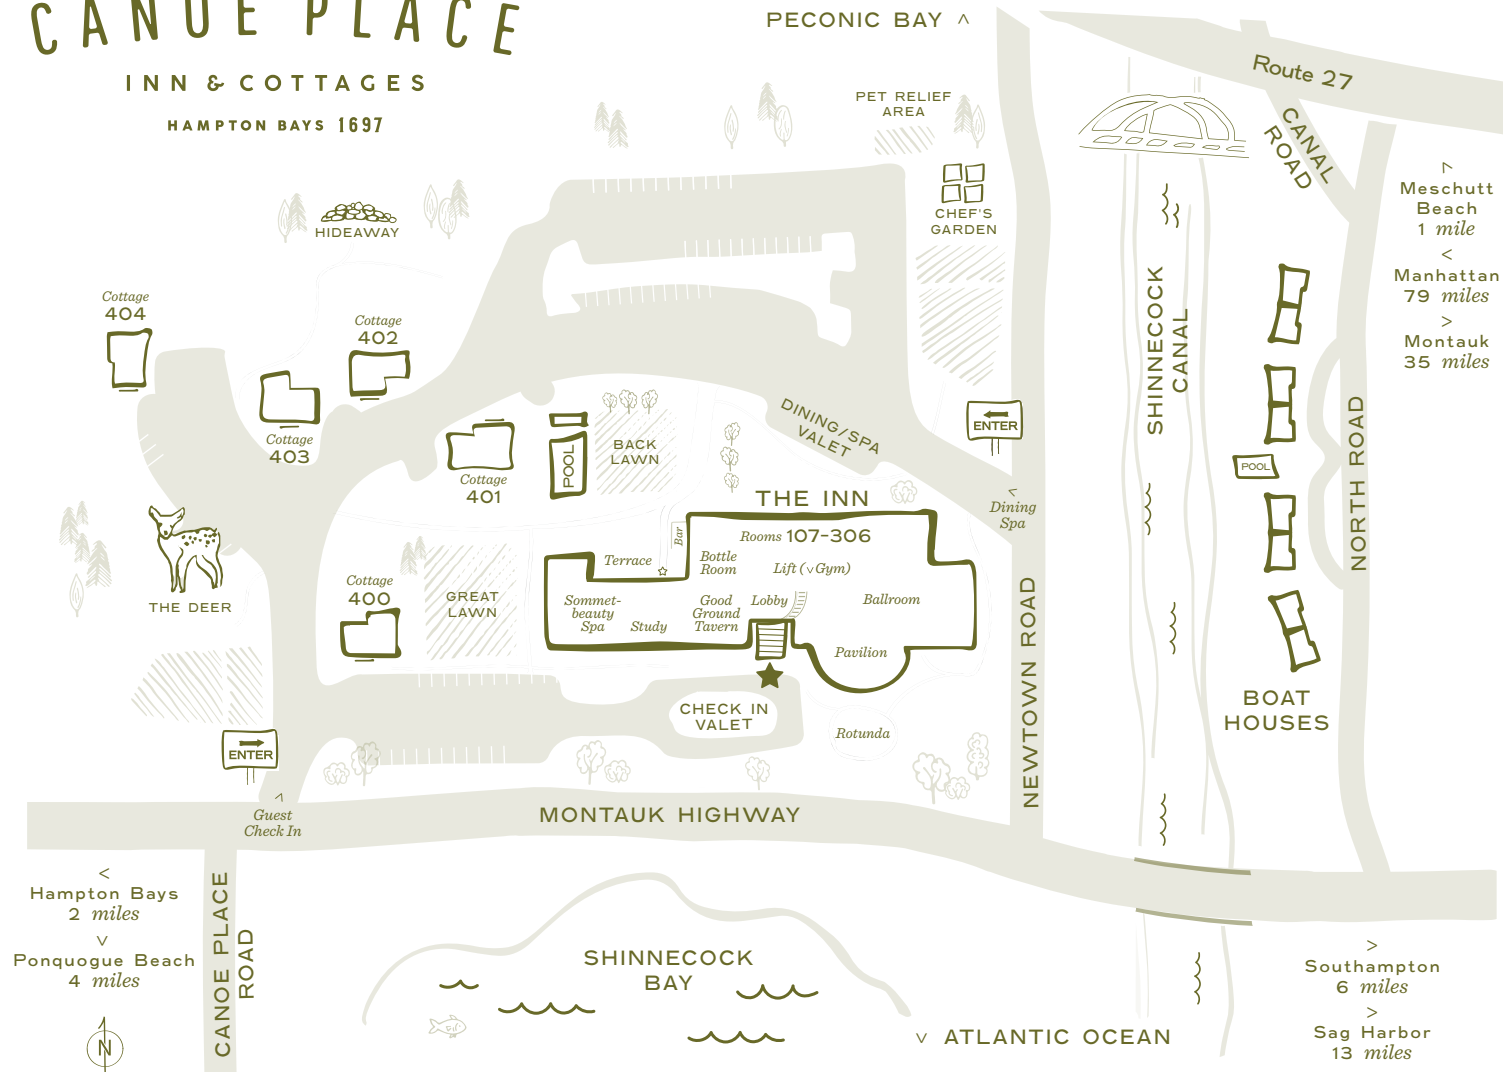 CANOE PLACE
INN & COTTAGES
HAMPTON BAYS 1697
PECONIC BAY ^
Route 27
CANAL
ROAD
PET RELIEF
AREA
CHEF'S
GARDEN
HIDEAWAY
^
Meschutt
Beach
1 mile
<
Manhattan
79 miles
>
Montauk
35 miles
Cottage
404
Cottage
402
Cottage
403
Cottage
401
POOL
BACK
LAWN
DINING/SPA
VALET
ENTER
<
Dining
Spa
SHINNECOCK
CANAL
POOL
NORTH ROAD
BOAT
HOUSES
NEWTOWN ROAD
THE INN
Rooms 107-306
Bar
Terrace
Bottle
Room
Lift (v Gym)
Sommet-
beauty
Spa
Study
Good
Ground
Tavern
Lobby
Ballroom
Pavilion
Rotunda
CHECK IN
VALET
THE DEER
Cottage
400
GREAT
LAWN
ENTER
^
Guest
Check In
MONTAUK HIGHWAY
CANOE PLACE
ROAD
<
Hampton Bays
2 miles
v
Ponquogue Beach
4 miles
N
SHINNECOCK
BAY
v ATLANTIC OCEAN
>
Southampton
6 miles
>
Sag Harbor
13 miles